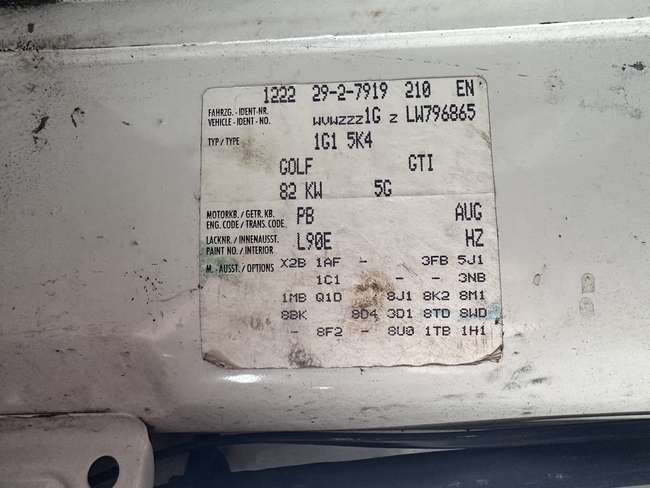 1222 29-2-7919 210 EN
FAHRZG.-IDENT-NR.
VEHICLE-IDENT-NO. WVWZZZ1G Z LW796865
TYP / TYPE 1G1 5K4
GOLF GTI
82 KW 5G
MOTORKB. / GETR. KB.
ENG. CODE / TRANS. CODE. PB AUG
LACKNR. / INNENAUSST.
PAINT NO. / INTERIOR L90E HZ
M.-AUSST. / OPTIONS X2B 1AF - 3FB 5J1
1C1 - - 3NB
1MB Q1D 8J1 8K2 8M1
8BK 8D4 3D1 8TD 8WD
- 8F2 - 8U0 1TB 1H1